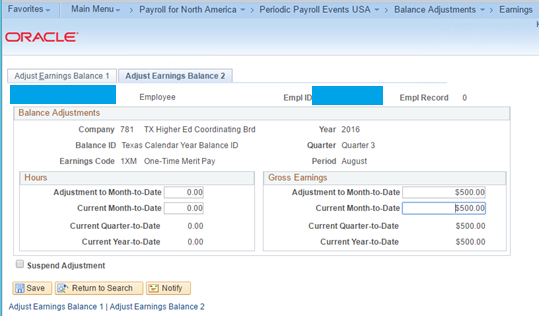 Favorites Main Menu > Payroll for North America > Periodic Payroll Events USA > Balance Adjustments > Earnings
ORACLE
Adjust Earnings Balance 1 Adjust Earnings Balance 2
Employee Empl ID Empl Record 0
Balance Adjustments
Company 781 TX Higher Ed Coordinating Brd Year 2016
Balance ID Texas Calendar Year Balance ID Quarter Quarter 3
Earnings Code 1XM One-Time Merit Pay Period August
Hours Gross Earnings
Adjustment to Month-to-Date 0.00 Adjustment to Month-to-Date $500.00
Current Month-to-Date 0.00 Current Month-to-Date $500.00
Current Quarter-to-Date 0.00 Current Quarter-to-Date $500.00
Current Year-to-Date 0.00 Current Year-to-Date $500.00
Suspend Adjustment
Save Return to Search Notify
Adjust Earnings Balance 1 | Adjust Earnings Balance 2